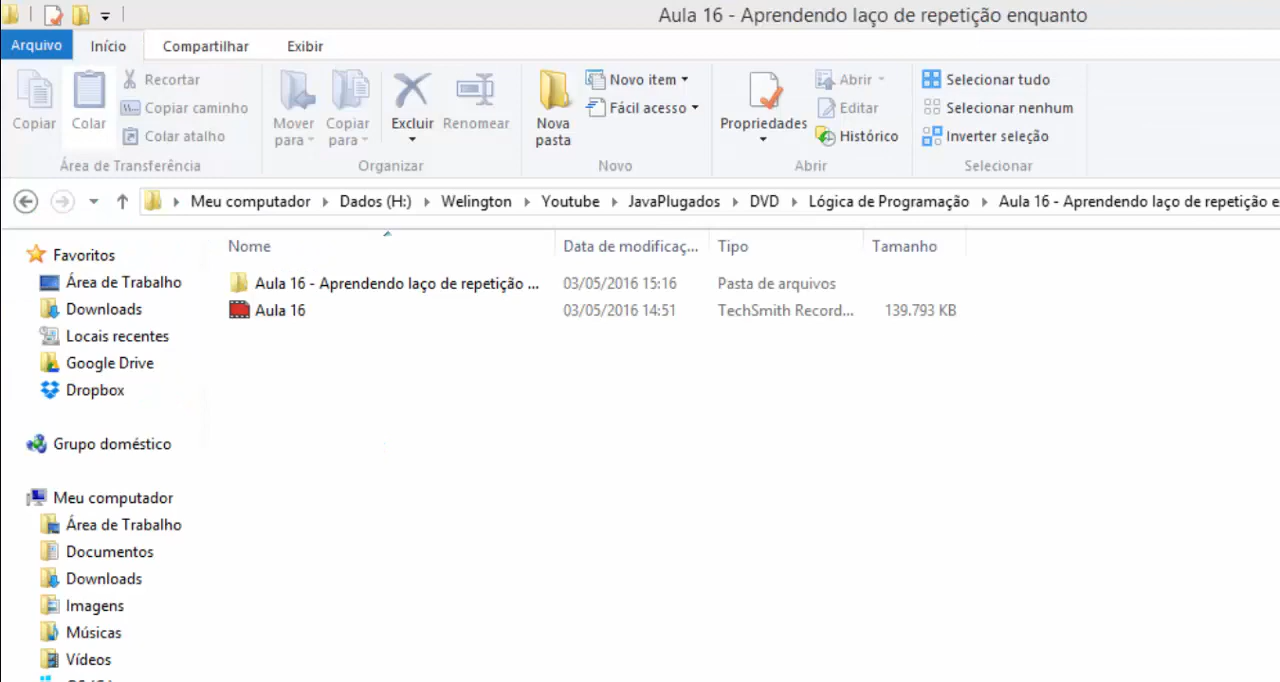 Aula 16 - Aprendendo laço de repetição enquanto
Arquivo Início Compartilhar Exibir
Copiar
Colar
Recortar
Copiar caminho
Colar atalho
Área de Transferência
Mover para
Copiar para
Excluir
Renomear
Organizar
Nova pasta
Novo item
Fácil acesso
Novo
Propriedades
Abrir
Editar
Histórico
Abrir
Selecionar tudo
Selecionar nenhum
Inverter seleção
Selecionar
Meu computador Dados (H:) Welington Youtube JavaPlugados DVD Lógica de Programação Aula 16 - Aprendendo laço de repetição e
Favoritos
Área de Trabalho
Downloads
Locais recentes
Google Drive
Dropbox
Grupo doméstico
Meu computador
Área de Trabalho
Documentos
Downloads
Imagens
Músicas
Vídeos
Nome Data de modificaç... Tipo Tamanho
Aula 16 - Aprendendo laço de repetição ... 03/05/2016 15:16 Pasta de arquivos
Aula 16 03/05/2016 14:51 TechSmith Record... 139.793 KB